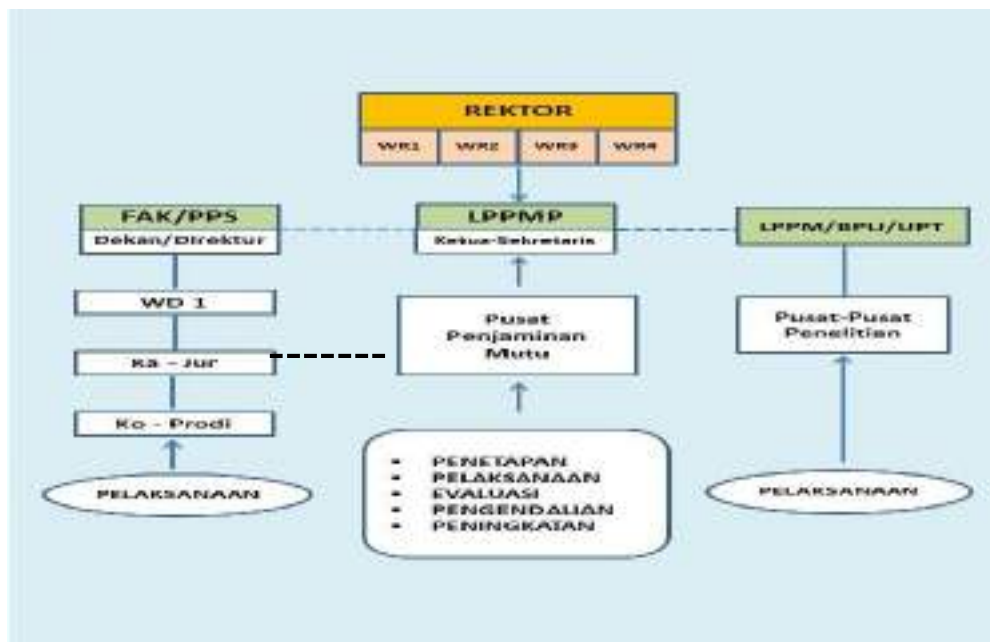 REKTOR
WR1 WR2 WR3 WR4
FAK/PPS
Dekan/Direktur
LPPMP
Ketua-Sekretaris
LPPM/BPU/UPT
WD 1
Ka - Jur
Ko - Prodi
PELAKSANAAN
Pusat
Penjaminan
Mutu
• PENETAPAN
• PELAKSANAAN
• EVALUASI
• PENGENDALIAN
• PENINGKATAN
Pusat-Pusat
Penelitian
PELAKSANAAN